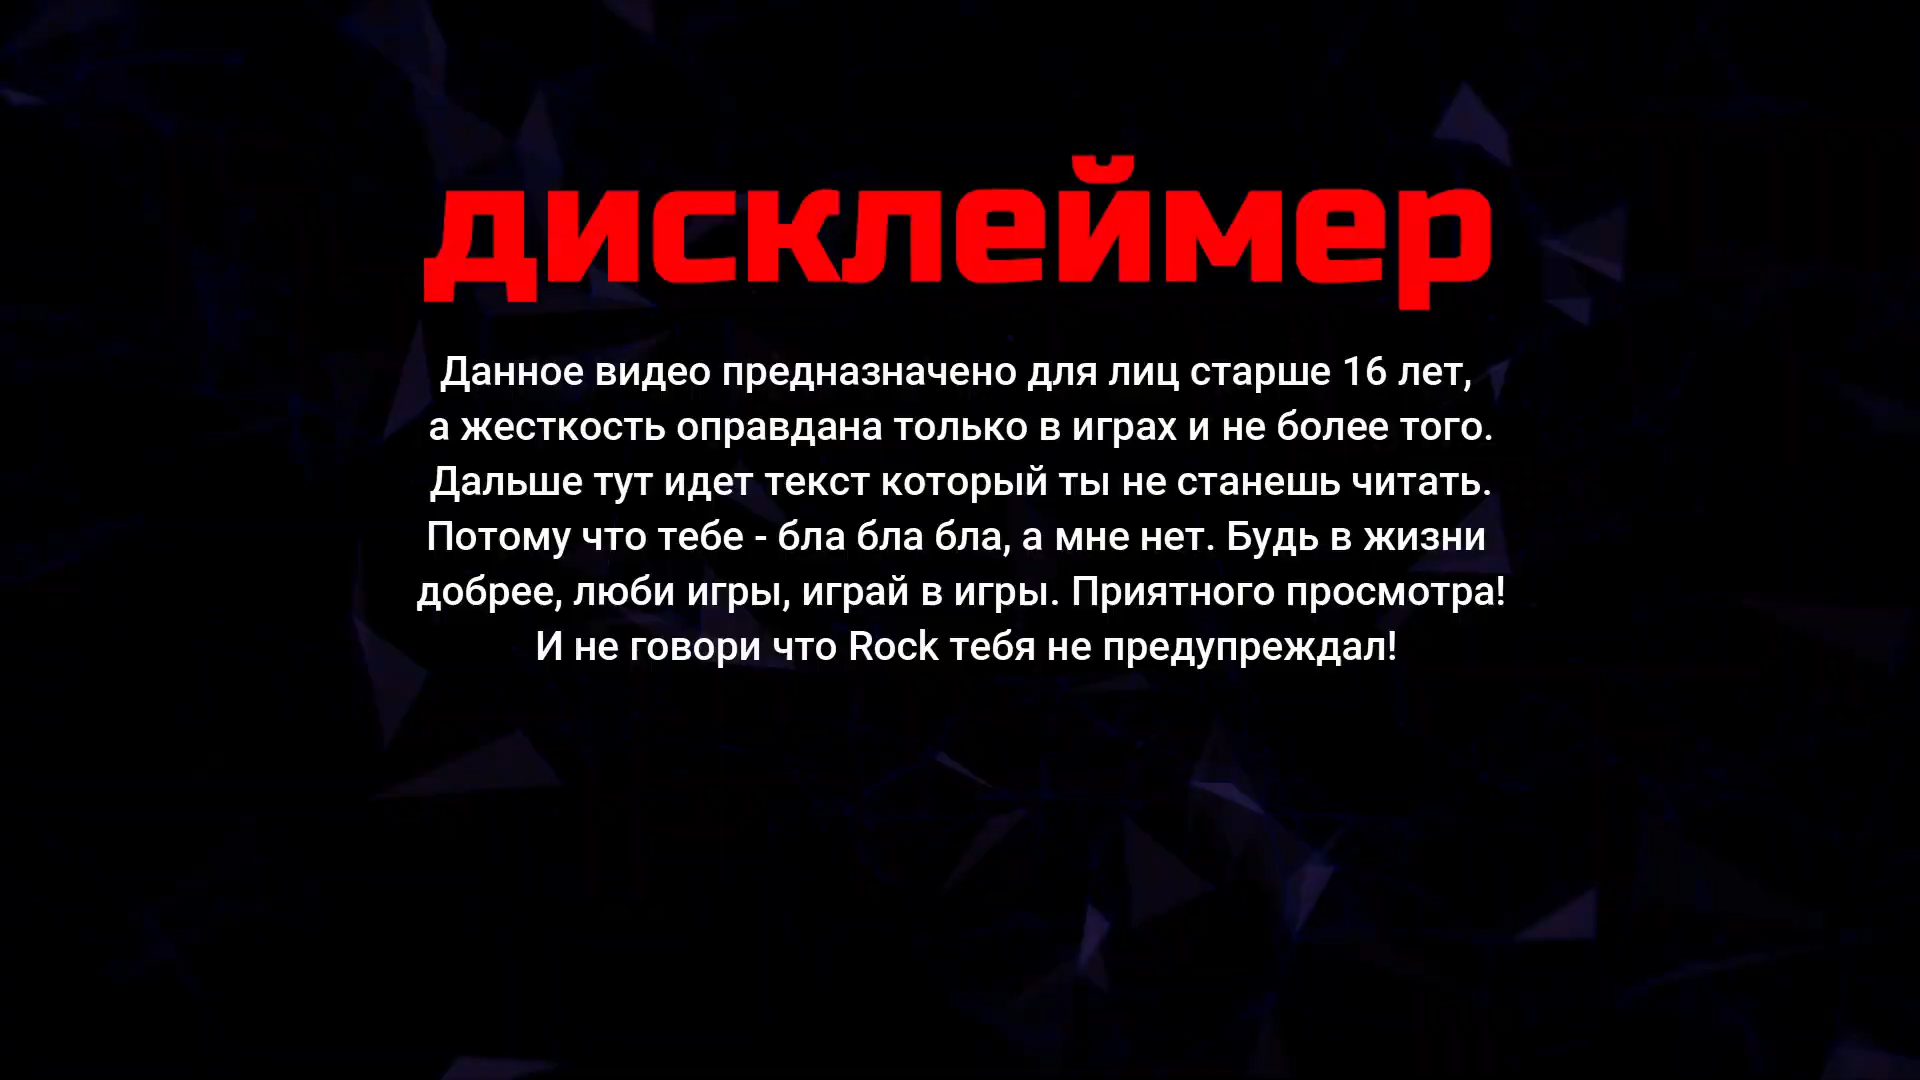 дисклеймер
Данное видео предназначено для лиц старше 16 лет,
а жесткость оправдана только в играх и не более того.
Дальше тут идет текст который ты не станешь читать.
Потому что тебе - бла бла бла, а мне нет. Будь в жизни
добрее, люби игры, играй в игры. Приятного просмотра!
И не говори что Rock тебя не предупреждал!